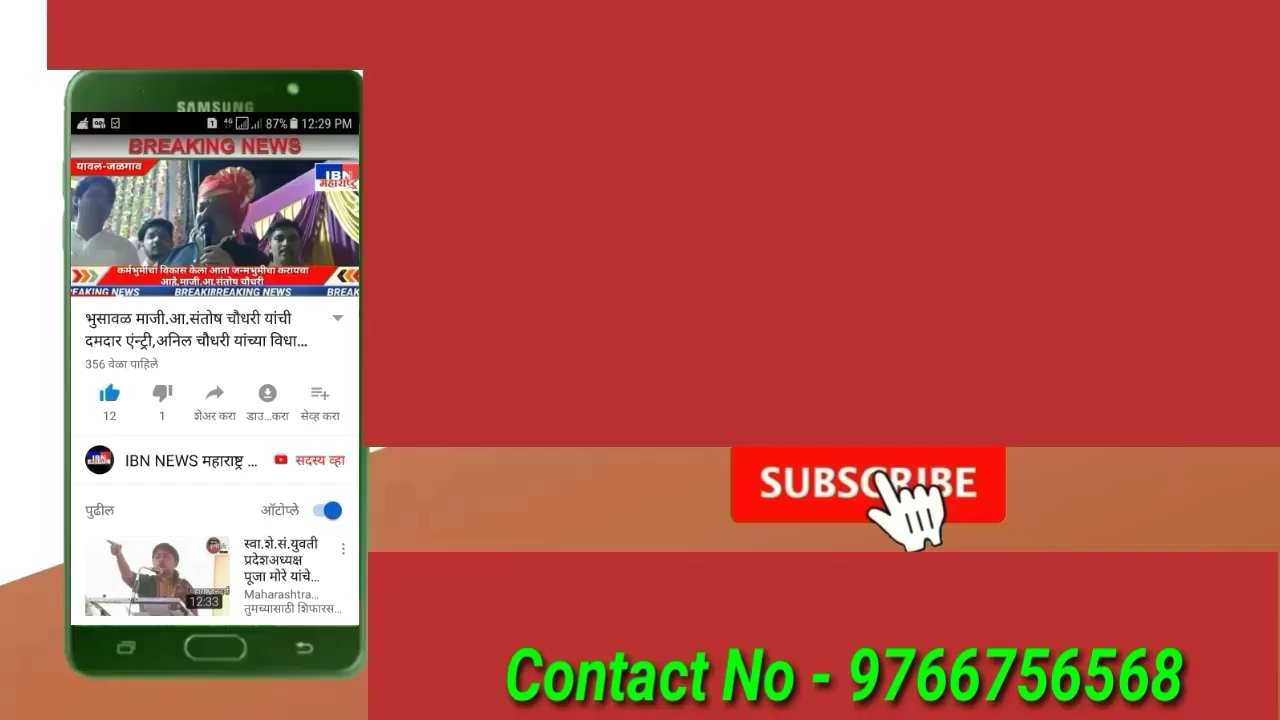 SAMSUNG
1 4G 87% 12:29 PM
BREAKING NEWS
यावल-जळगाव
IBN
महाराष्ट्र
कर्मभुमीचा विकास केला आता जन्मभुमीचा करायचा
आहे.माजी.आ.संतोष चौधरी
EAKING NEWS BREAKIBREAKING NEWS BREAK
भुसावळ माजी.आ.संतोष चौधरी यांची
दमदार एंन्ट्री,अनिल चौधरी यांच्या विधा...
356 वेळा पाहिले
12 1 शेअर करा डाउ...करा सेव्ह करा
IBN NEWS महाराष्ट्र ... सदस्य व्हा
पुढील ऑटोप्ले
स्वा.शे.सं.युवती
प्रदेशअध्यक्ष
पूजा मोरे यांचे...
Maharashtra...
तुमच्यासाठी शिफारस...
12:33
SUBSCRIBE
Contact No - 9766756568